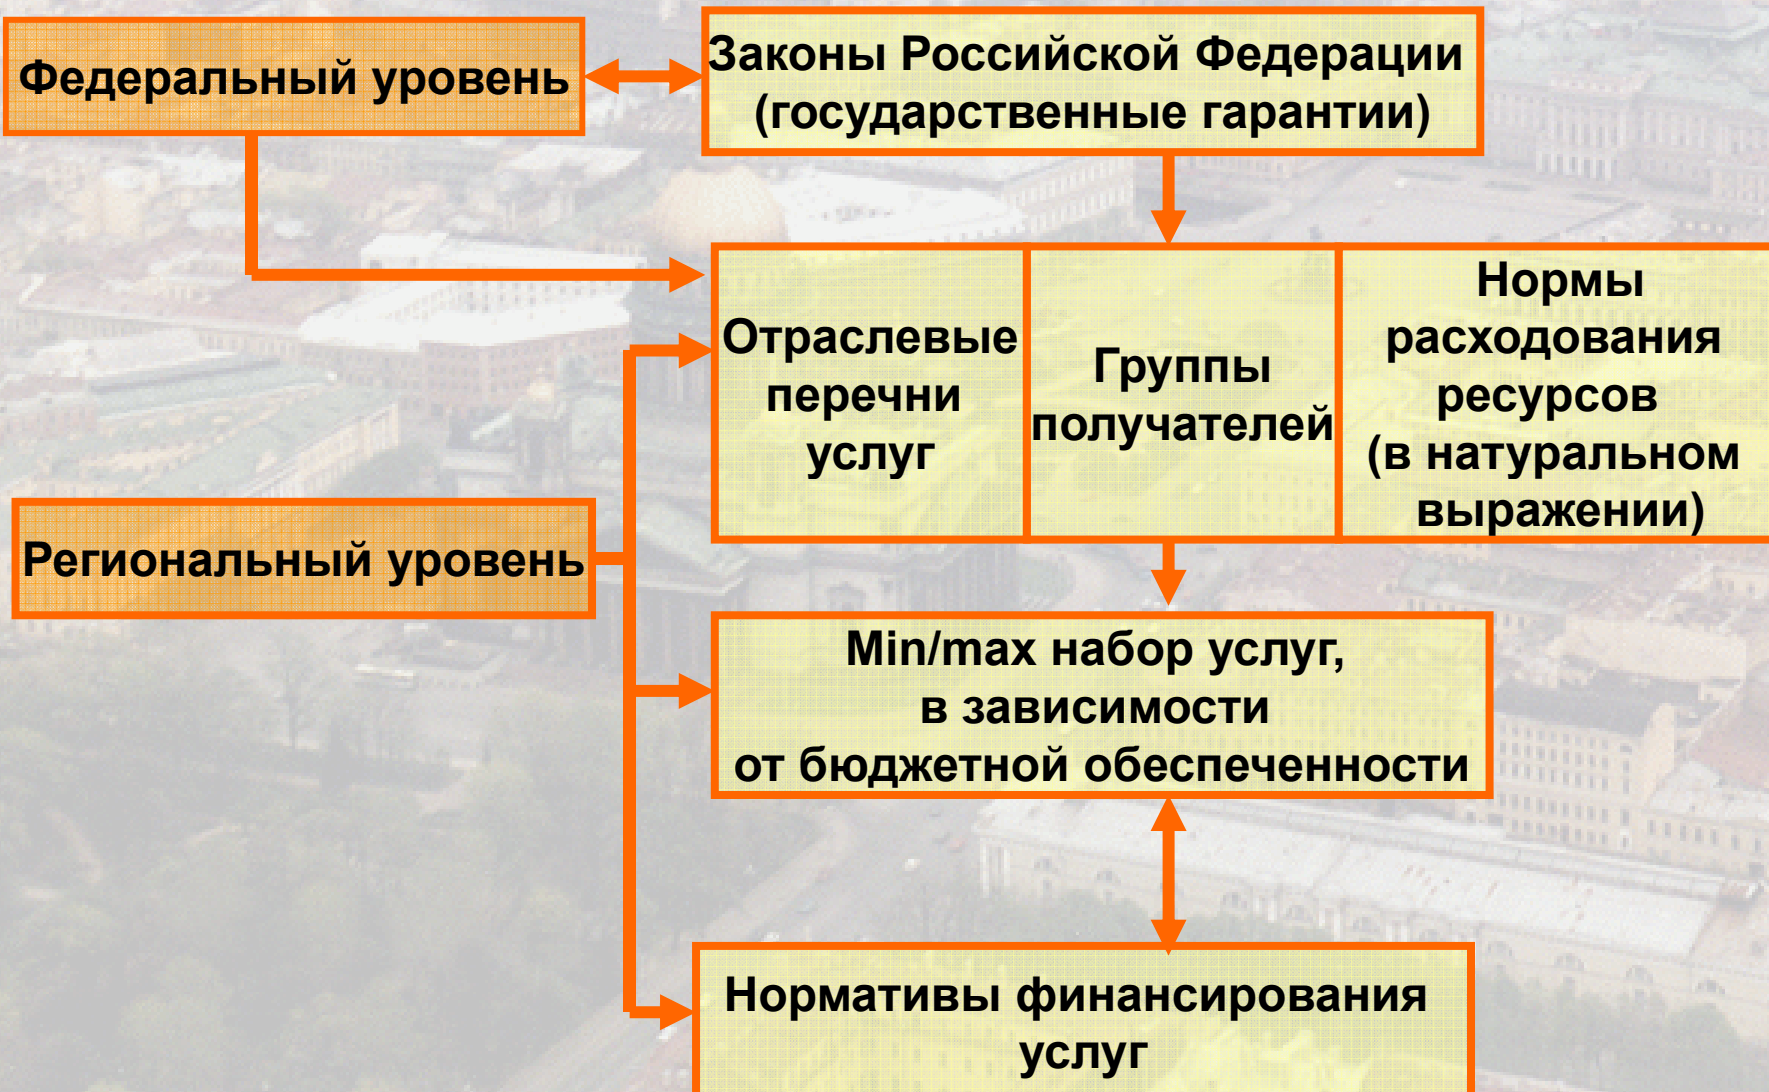 Федеральный уровень
Законы Российской Федерации
(государственные гарантии)
Отраслевые
перечни
услуг
Группы
получателей
Нормы
расходования
ресурсов
(в натуральном
выражении)
Региональный уровень
Min/max набор услуг,
в зависимости
от бюджетной обеспеченности
Нормативы финансирования
услуг